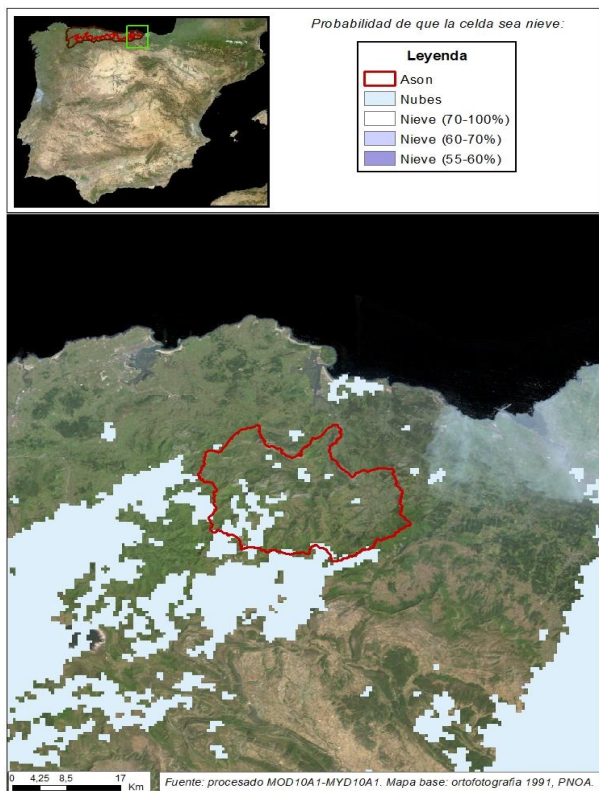 Probabilidad de que la celda sea nieve:
Leyenda
Ason
Nubes
Nieve (70-100%)
Nieve (60-70%)
Nieve (55-60%)
0 4,25 8,5 17
Km
Fuente: procesado MOD10A1-MYD10A1. Mapa base: ortofotografia 1991, PNOA.